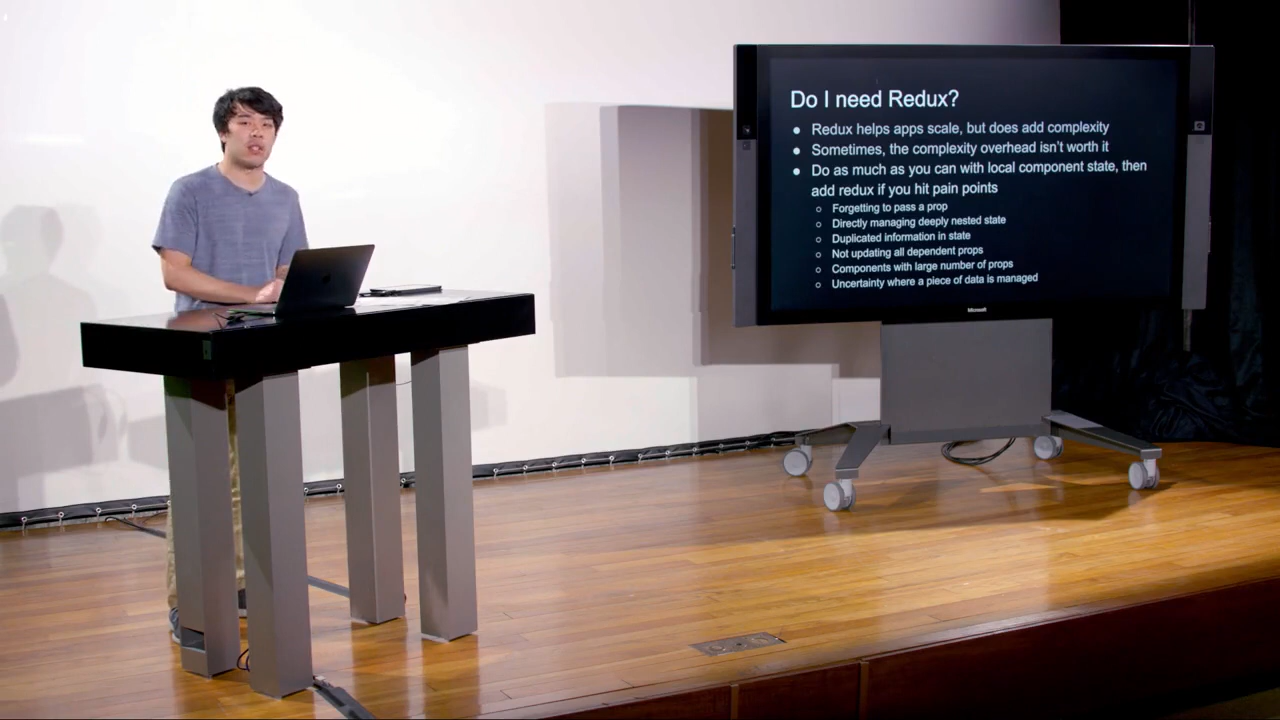 Do I need Redux?
● Redux helps apps scale, but does add complexity
● Sometimes, the complexity overhead isn't worth it
● Do as much as you can with local component state, then
add redux if you hit pain points
○ Forgetting to pass a prop
○ Directly managing deeply nested state
○ Duplicated information in state
○ Not updating all dependent props
○ Components with large number of props
○ Uncertainty where a piece of data is managed
Microsoft